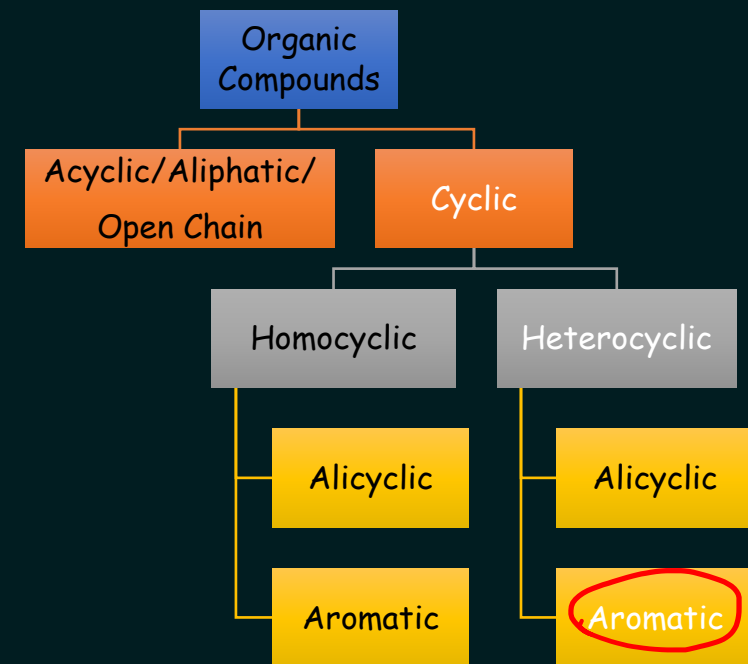 Organic
Compounds
Acyclic/Aliphatic/
Open Chain
Cyclic
Homocyclic
Heterocyclic
Alicyclic
Alicyclic
Aromatic
Aromatic